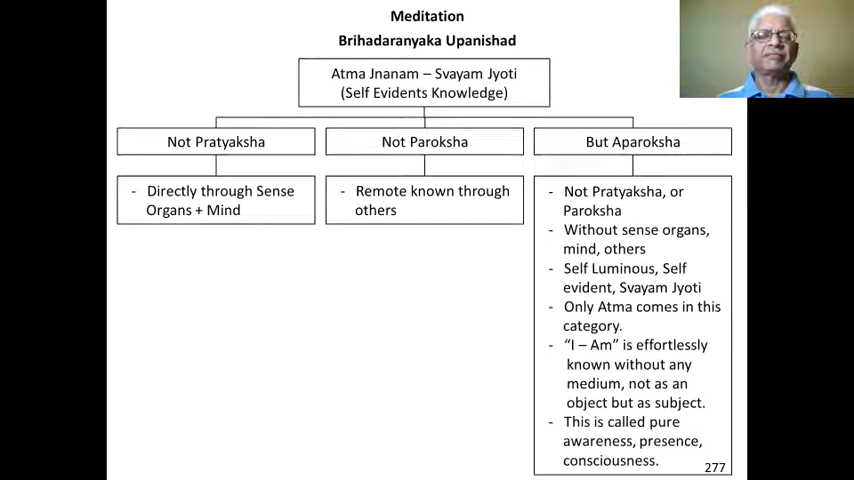 Meditation
Brihadaranyaka Upanishad
Atma Jnanam – Svayam Jyoti
(Self Evidents Knowledge)
Not Pratyaksha
Not Paroksha
But Aparoksha
- Directly through Sense
Organs + Mind
- Remote known through
others
- Not Pratyaksha, or
Paroksha
- Without sense organs,
mind, others
- Self Luminous, Self
evident, Svayam Jyoti
- Only Atma comes in this
category.
- “I – Am” is effortlessly
known without any
medium, not as an
object but as subject.
- This is called pure
awareness, presence,
consciousness.
277